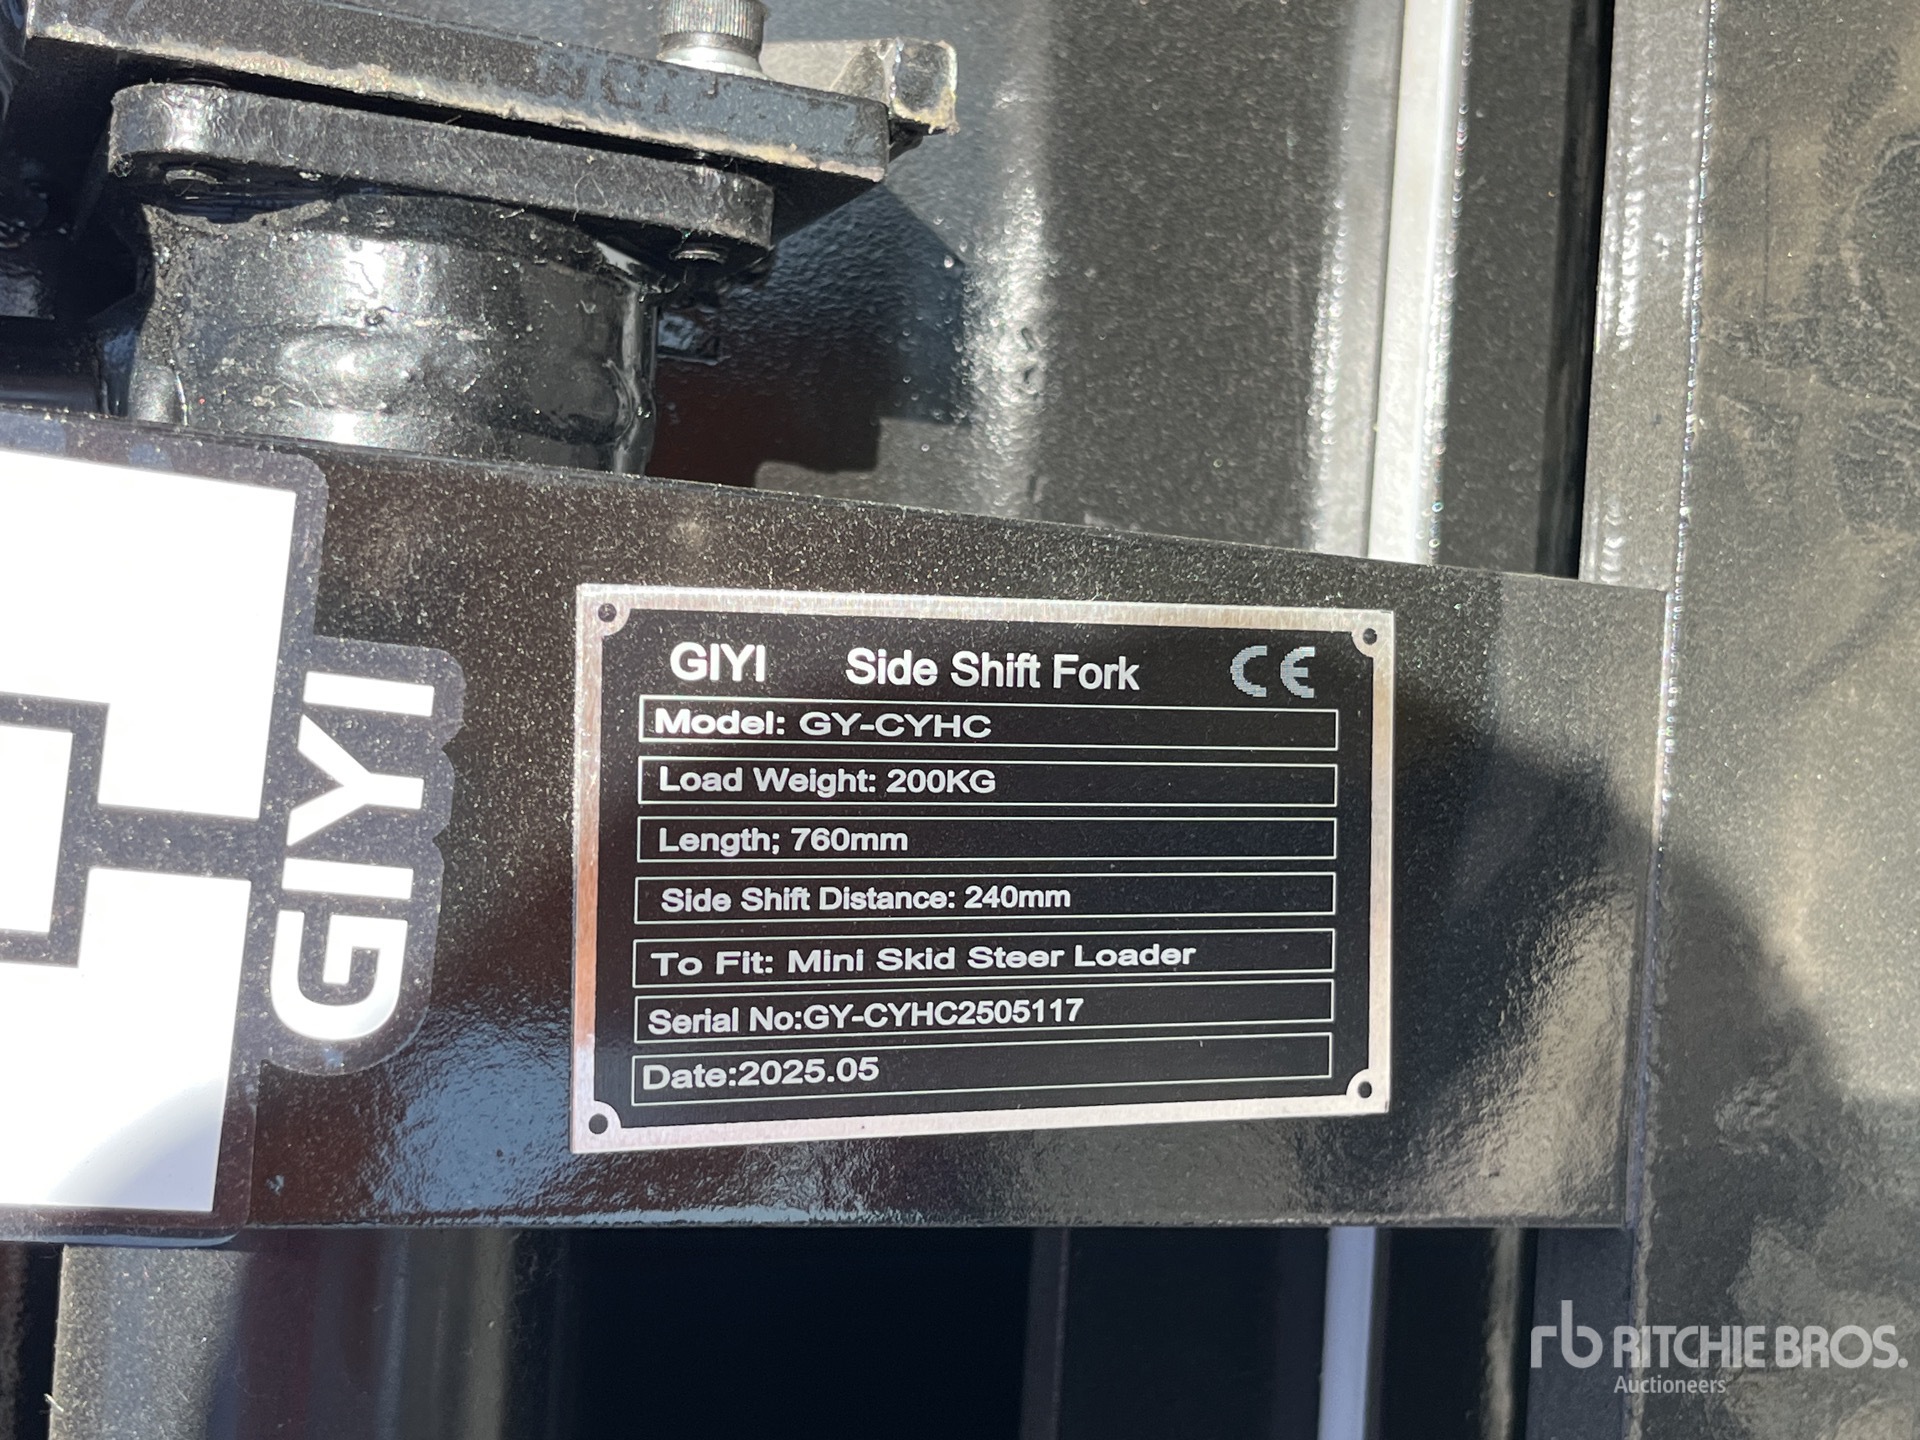 GIYI
GIYI Side Shift Fork CE
Model: GY-CYHC
Load Weight: 200KG
Length; 760mm
Side Shift Distance: 240mm
To Fit: Mini Skid Steer Loader
Serial No:GY-CYHC2505117
Date:2025.05
rb RITCHIE BROS.
Auctioneers